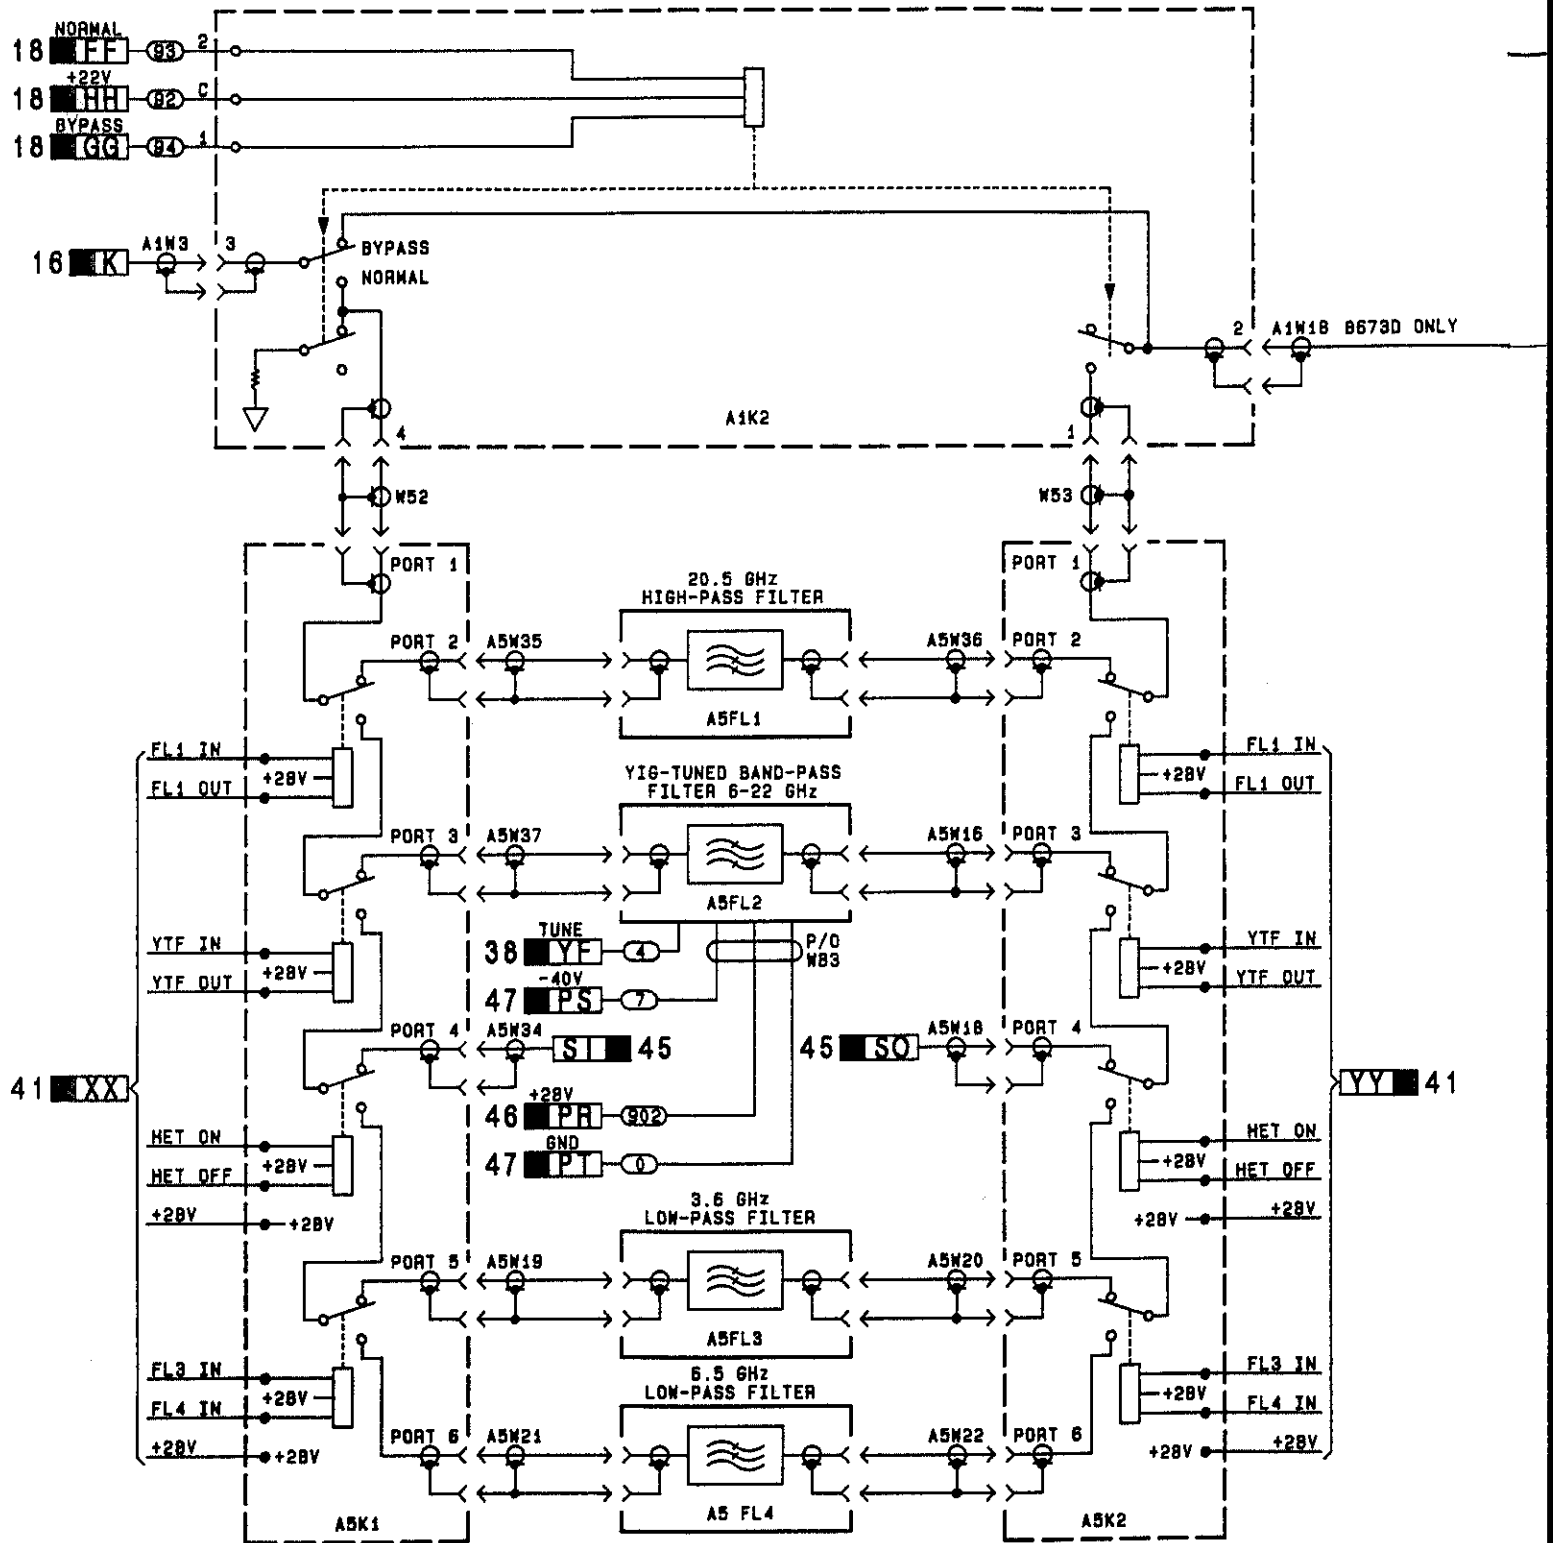 NORMAL
18 FF 93 2
+22V
18 HH 92 C
BYPASS
18 GG 94 1
A1W3 3
16 K
BYPASS
NORMAL
2 A1W18 8673D ONLY
A1K2
4
1
W52
W53
PORT 1
PORT 1
20.5 GHz
HIGH-PASS FILTER
PORT 2 A5W35
A5W36 PORT 2
A5FL1
FL1 IN
+28V
FL1 OUT
FL1 IN
+28V
FL1 OUT
YIG-TUNED BAND-PASS
FILTER 6-22 GHz
PORT 3 A5W37
A5W16 PORT 3
A5FL2
TUNE
38 YF 4
P/O
W83
-40V
47 PS 7
YTF IN
+28V
YTF OUT
YTF IN
+28V
YTF OUT
PORT 4 A5W34
SI 45
45 SO
A5W18 PORT 4
41 XX
YY 41
+28V
46 PR 902
GND
47 PT 0
HET ON
+28V
HET OFF
+28V +28V
HET ON
+28V
HET OFF
+28V +28V
3.6 GHz
LOW-PASS FILTER
PORT 5 A5W19
A5W20 PORT 5
A5FL3
6.5 GHz
LOW-PASS FILTER
FL3 IN
+28V
FL4 IN
+28V +28V
FL3 IN
+28V
FL4 IN
+28V +28V
PORT 6 A5W21
A5W22 PORT 6
A5 FL4
A5K1
A5K2